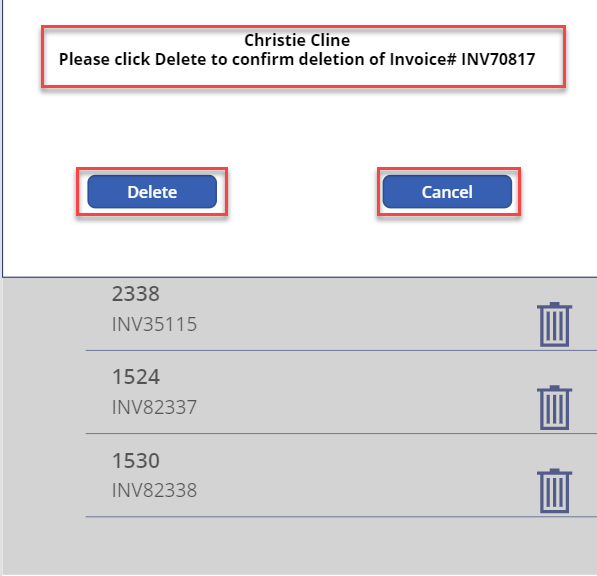 Christie Cline
Please click Delete to confirm deletion of Invoice# INV70817
Delete
Cancel
2338
INV35115
1524
INV82337
1530
INV82338